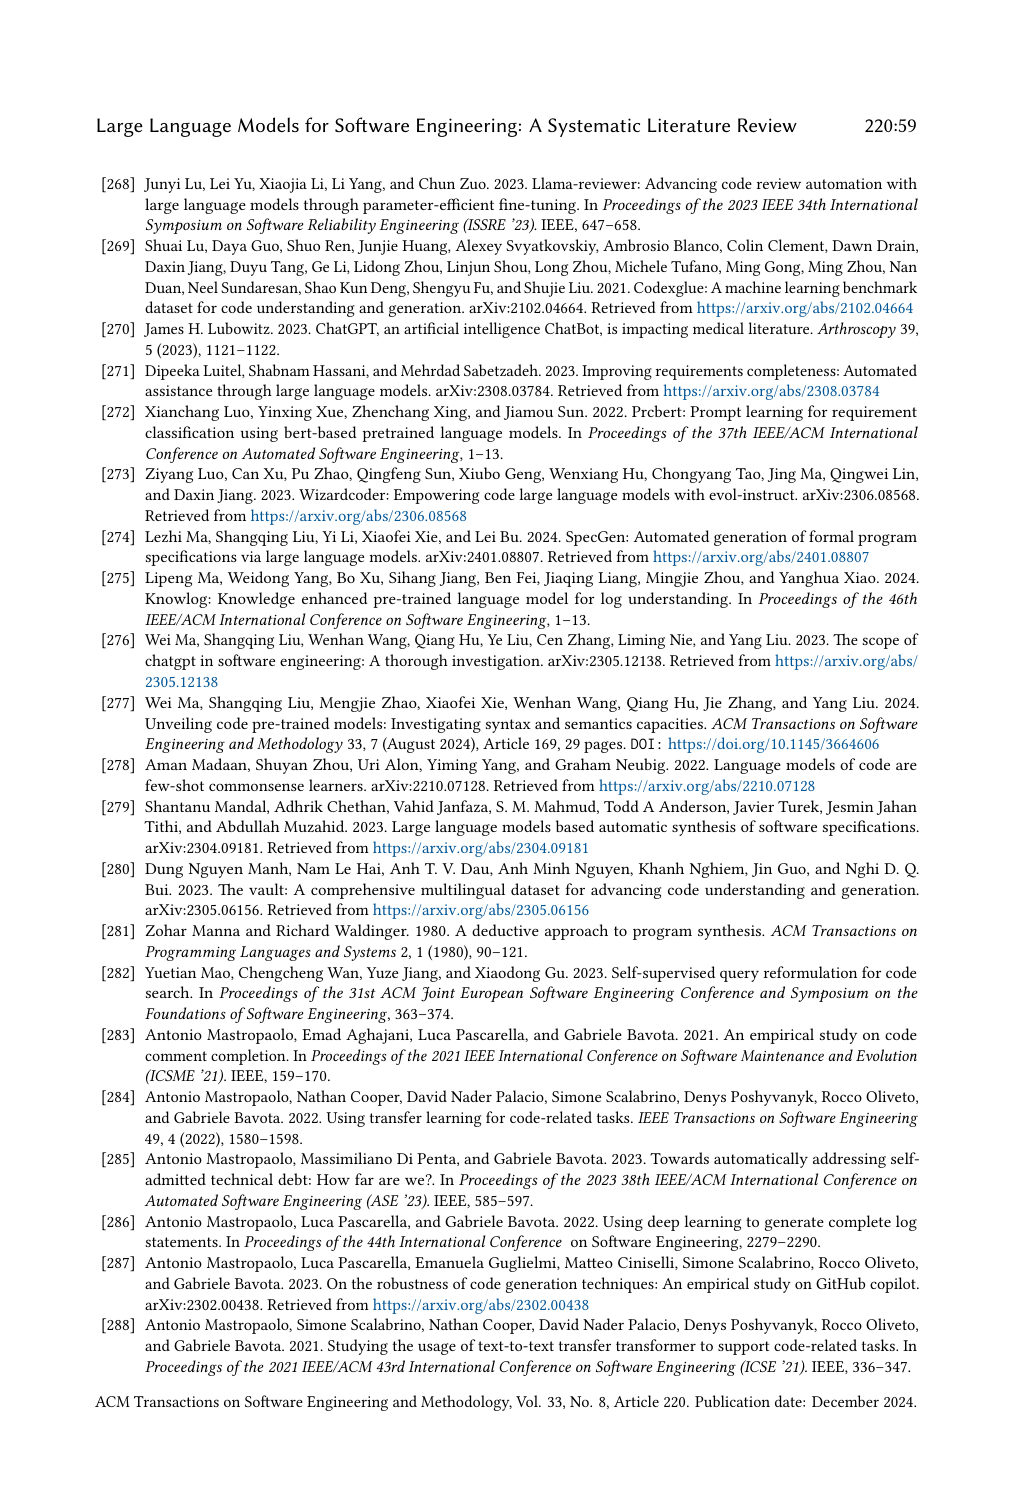 Large Language Models for Software Engineering: A Systematic Literature Review 220:59
[268] Junyi Lu, Lei Yu, Xiaojia Li, Li Yang, and Chun Zuo. 2023. Llama-reviewer: Advancing code review automation with
large language models through parameter-efficient fine-tuning. In Proceedings of the 2023 IEEE 34th International
Symposium on Software Reliability Engineering (ISSRE ’23). IEEE, 647–658.
[269] Shuai Lu, Daya Guo, Shuo Ren, Junjie Huang, Alexey Svyatkovskiy, Ambrosio Blanco, Colin Clement, Dawn Drain,
Daxin Jiang, Duyu Tang, Ge Li, Lidong Zhou, Linjun Shou, Long Zhou, Michele Tufano, Ming Gong, Ming Zhou, Nan
Duan, Neel Sundaresan, Shao Kun Deng, Shengyu Fu, and Shujie Liu. 2021. Codexglue: A machine learning benchmark
dataset for code understanding and generation. arXiv:2102.04664. Retrieved from https://arxiv.org/abs/2102.04664
[270] James H. Lubowitz. 2023. ChatGPT, an artificial intelligence ChatBot, is impacting medical literature. Arthroscopy 39,
5 (2023), 1121–1122.
[271] Dipeeka Luitel, Shabnam Hassani, and Mehrdad Sabetzadeh. 2023. Improving requirements completeness: Automated
assistance through large language models. arXiv:2308.03784. Retrieved from https://arxiv.org/abs/2308.03784
[272] Xianchang Luo, Yinxing Xue, Zhenchang Xing, and Jiamou Sun. 2022. Prcbert: Prompt learning for requirement
classification using bert-based pretrained language models. In Proceedings of the 37th IEEE/ACM International
Conference on Automated Software Engineering, 1–13.
[273] Ziyang Luo, Can Xu, Pu Zhao, Qingfeng Sun, Xiubo Geng, Wenxiang Hu, Chongyang Tao, Jing Ma, Qingwei Lin,
and Daxin Jiang. 2023. Wizardcoder: Empowering code large language models with evol-instruct. arXiv:2306.08568.
Retrieved from https://arxiv.org/abs/2306.08568
[274] Lezhi Ma, Shangqing Liu, Yi Li, Xiaofei Xie, and Lei Bu. 2024. SpecGen: Automated generation of formal program
specifications via large language models. arXiv:2401.08807. Retrieved from https://arxiv.org/abs/2401.08807
[275] Lipeng Ma, Weidong Yang, Bo Xu, Sihang Jiang, Ben Fei, Jiaqing Liang, Mingjie Zhou, and Yanghua Xiao. 2024.
Knowlog: Knowledge enhanced pre-trained language model for log understanding. In Proceedings of the 46th
IEEE/ACM International Conference on Software Engineering, 1–13.
[276] Wei Ma, Shangqing Liu, Wenhan Wang, Qiang Hu, Ye Liu, Cen Zhang, Liming Nie, and Yang Liu. 2023. The scope of
chatgpt in software engineering: A thorough investigation. arXiv:2305.12138. Retrieved from https://arxiv.org/abs/
2305.12138
[277] Wei Ma, Shangqing Liu, Mengjie Zhao, Xiaofei Xie, Wenhan Wang, Qiang Hu, Jie Zhang, and Yang Liu. 2024.
Unveiling code pre-trained models: Investigating syntax and semantics capacities. ACM Transactions on Software
Engineering and Methodology 33, 7 (August 2024), Article 169, 29 pages. DOI: https://doi.org/10.1145/3664606
[278] Aman Madaan, Shuyan Zhou, Uri Alon, Yiming Yang, and Graham Neubig. 2022. Language models of code are
few-shot commonsense learners. arXiv:2210.07128. Retrieved from https://arxiv.org/abs/2210.07128
[279] Shantanu Mandal, Adhrik Chethan, Vahid Janfaza, S. M. Mahmud, Todd A Anderson, Javier Turek, Jesmin Jahan
Tithi, and Abdullah Muzahid. 2023. Large language models based automatic synthesis of software specifications.
arXiv:2304.09181. Retrieved from https://arxiv.org/abs/2304.09181
[280] Dung Nguyen Manh, Nam Le Hai, Anh T. V. Dau, Anh Minh Nguyen, Khanh Nghiem, Jin Guo, and Nghi D. Q.
Bui. 2023. The vault: A comprehensive multilingual dataset for advancing code understanding and generation.
arXiv:2305.06156. Retrieved from https://arxiv.org/abs/2305.06156
[281] Zohar Manna and Richard Waldinger. 1980. A deductive approach to program synthesis. ACM Transactions on
Programming Languages and Systems 2, 1 (1980), 90–121.
[282] Yuetian Mao, Chengcheng Wan, Yuze Jiang, and Xiaodong Gu. 2023. Self-supervised query reformulation for code
search. In Proceedings of the 31st ACM Joint European Software Engineering Conference and Symposium on the
Foundations of Software Engineering, 363–374.
[283] Antonio Mastropaolo, Emad Aghajani, Luca Pascarella, and Gabriele Bavota. 2021. An empirical study on code
comment completion. In Proceedings of the 2021 IEEE International Conference on Software Maintenance and Evolution
(ICSME ’21). IEEE, 159–170.
[284] Antonio Mastropaolo, Nathan Cooper, David Nader Palacio, Simone Scalabrino, Denys Poshyvanyk, Rocco Oliveto,
and Gabriele Bavota. 2022. Using transfer learning for code-related tasks. IEEE Transactions on Software Engineering
49, 4 (2022), 1580–1598.
[285] Antonio Mastropaolo, Massimiliano Di Penta, and Gabriele Bavota. 2023. Towards automatically addressing self-
admitted technical debt: How far are we?. In Proceedings of the 2023 38th IEEE/ACM International Conference on
Automated Software Engineering (ASE ’23). IEEE, 585–597.
[286] Antonio Mastropaolo, Luca Pascarella, and Gabriele Bavota. 2022. Using deep learning to generate complete log
statements. In Proceedings of the 44th International Conference on Software Engineering, 2279–2290.
[287] Antonio Mastropaolo, Luca Pascarella, Emanuela Guglielmi, Matteo Ciniselli, Simone Scalabrino, Rocco Oliveto,
and Gabriele Bavota. 2023. On the robustness of code generation techniques: An empirical study on GitHub copilot.
arXiv:2302.00438. Retrieved from https://arxiv.org/abs/2302.00438
[288] Antonio Mastropaolo, Simone Scalabrino, Nathan Cooper, David Nader Palacio, Denys Poshyvanyk, Rocco Oliveto,
and Gabriele Bavota. 2021. Studying the usage of text-to-text transfer transformer to support code-related tasks. In
Proceedings of the 2021 IEEE/ACM 43rd International Conference on Software Engineering (ICSE ’21). IEEE, 336–347.
ACM Transactions on Software Engineering and Methodology, Vol. 33, No. 8, Article 220. Publication date: December 2024.